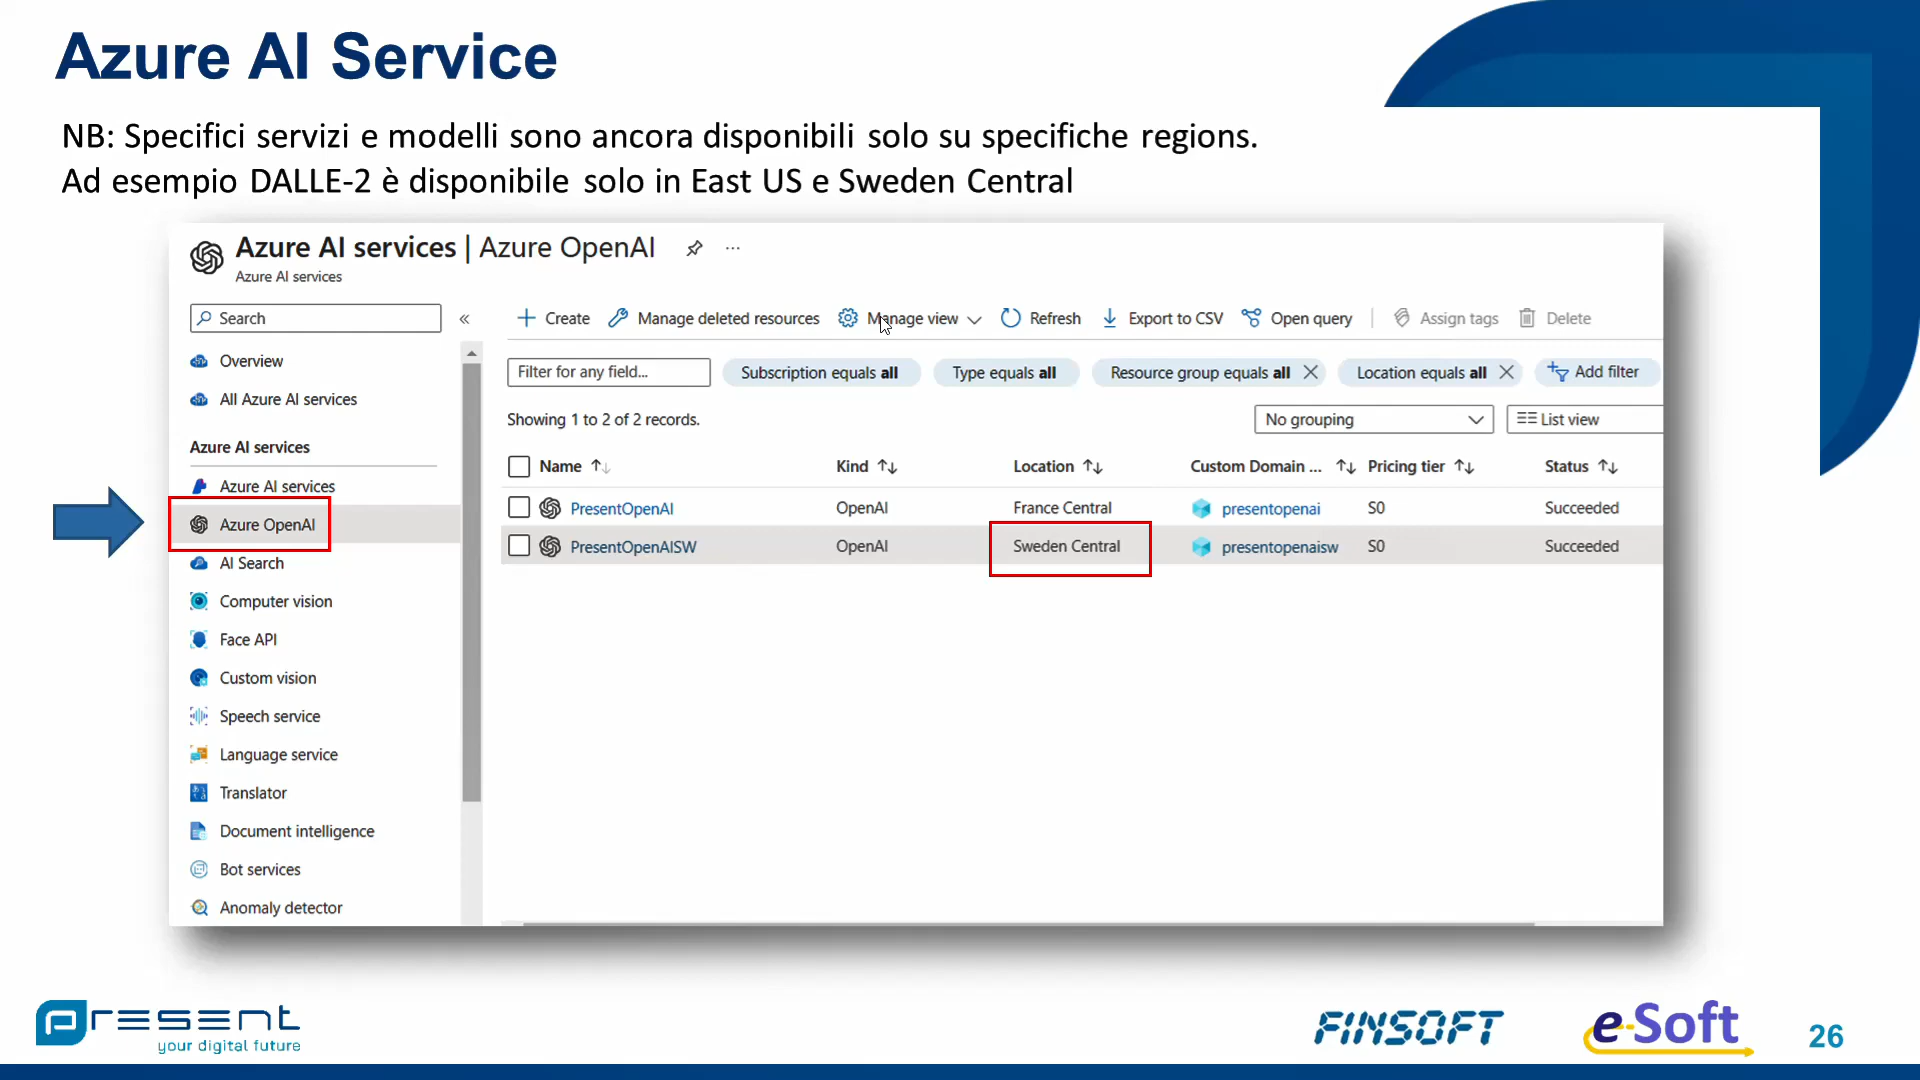 Azure AI Service
NB: Specifici servizi e modelli sono ancora disponibili solo su specifiche regions.
Ad esempio DALLE-2 è disponibile solo in East US e Sweden Central
Azure AI services | Azure OpenAI ...
Azure AI services
Search «
Create Manage deleted resources Manage view Refresh Export to CSV Open query Assign tags Delete
Overview
All Azure AI services
Azure AI services
Azure AI services
Azure OpenAI
AI Search
Computer vision
Face API
Custom vision
Speech service
Language service
Translator
Document intelligence
Bot services
Anomaly detector
Filter for any field... Subscription equals all Type equals all Resource group equals all Location equals all Add filter
Showing 1 to 2 of 2 records. No grouping List view
Name Kind Location Custom Domain ... Pricing tier Status
PresentOpenAI OpenAI France Central presentopenai S0 Succeeded
PresentOpenAISW OpenAI Sweden Central presentopenaisw S0 Succeeded
present
your digital future
FINSOFT
e-Soft
26